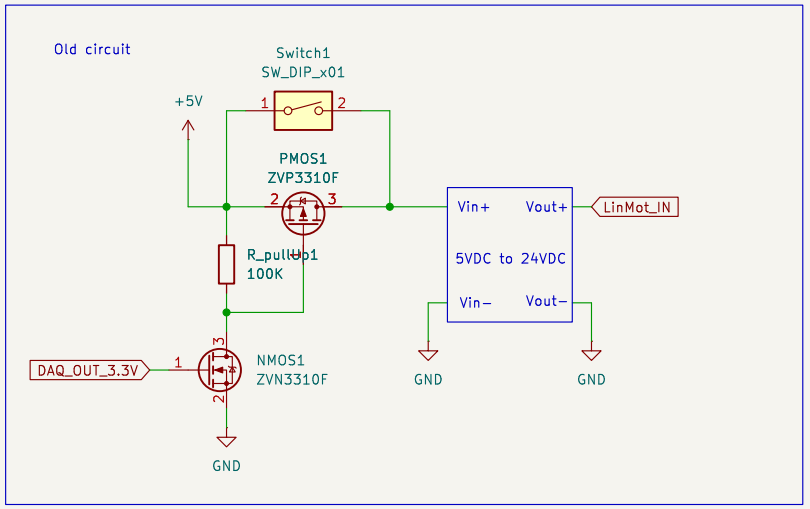 Old circuit
Switch1
SW_DIP_x01
+5V
1
2
PMOS1
ZVP3310F
2
3
1
R_pullUp1
100K
Vin+
Vout+
LinMot_IN
5VDC to 24VDC
Vin-
Vout-
3
NMOS1
ZVN3310F
DAQ_OUT_3.3V
1
2
GND
GND
GND